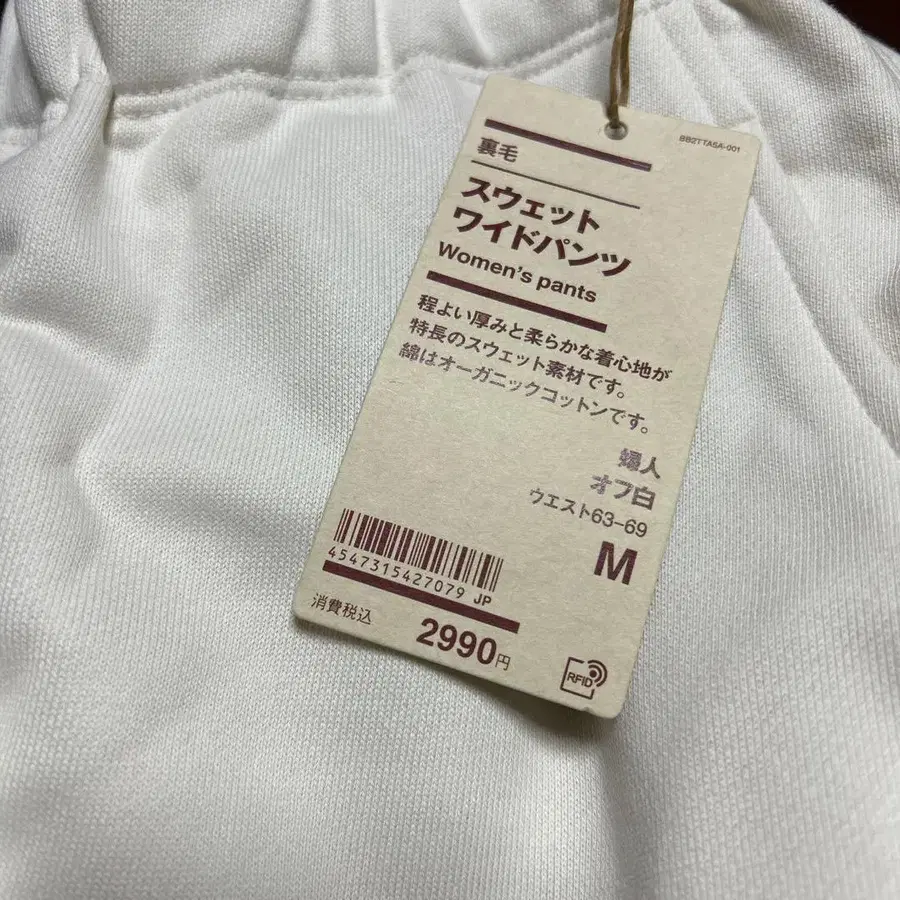 BB2TTA5A-001
裏毛
スウェット
ワイドパンツ
Women's pants
程よい厚みと柔らかな着心地が
特長のスウェット素材です。
綿はオーガニックコットンです。
婦人
オフ白
ウエスト63-69
M
4547315427079 JP
消費税込
2990円
RFID